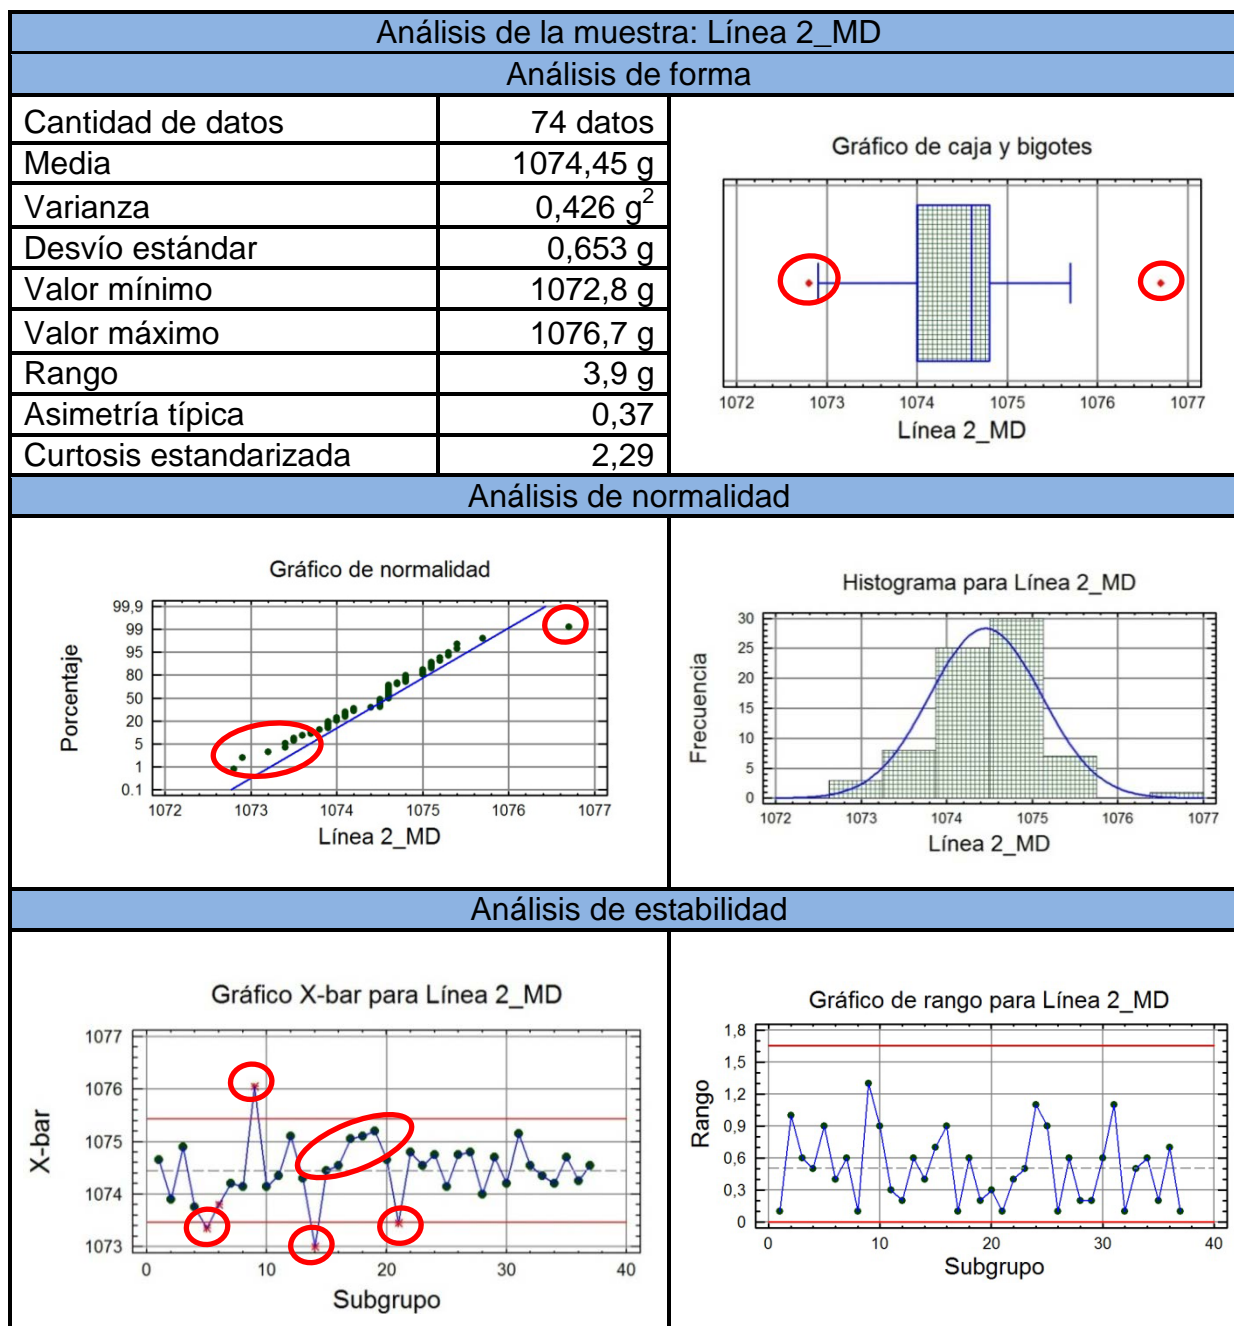 Análisis de la muestra: Línea 2_MD
Análisis de forma
Cantidad de datos 74 datos
Media 1074,45 g
Varianza 0,426 g²
Desvío estándar 0,653 g
Valor mínimo 1072,8 g
Valor máximo 1076,7 g
Rango 3,9 g
Asimetría típica 0,37
Curtosis estandarizada 2,29
Gráfico de caja y bigotes
1072 1073 1074 1075 1076 1077
Línea 2_MD
Análisis de normalidad
Gráfico de normalidad
Porcentaje
99,9
99
95
80
50
20
5
1
0.1
1072 1073 1074 1075 1076 1077
Línea 2_MD
Histograma para Línea 2_MD
Frecuencia
30
25
20
15
10
5
0
1072 1073 1074 1075 1076 1077
Línea 2_MD
Análisis de estabilidad
Gráfico X-bar para Línea 2_MD
X-bar
1077
1076
1075
1074
1073
0 10 20 30 40
Subgrupo
Gráfico de rango para Línea 2_MD
Rango
1,8
1,5
1,2
0,9
0,6
0,3
0
0 10 20 30 40
Subgrupo